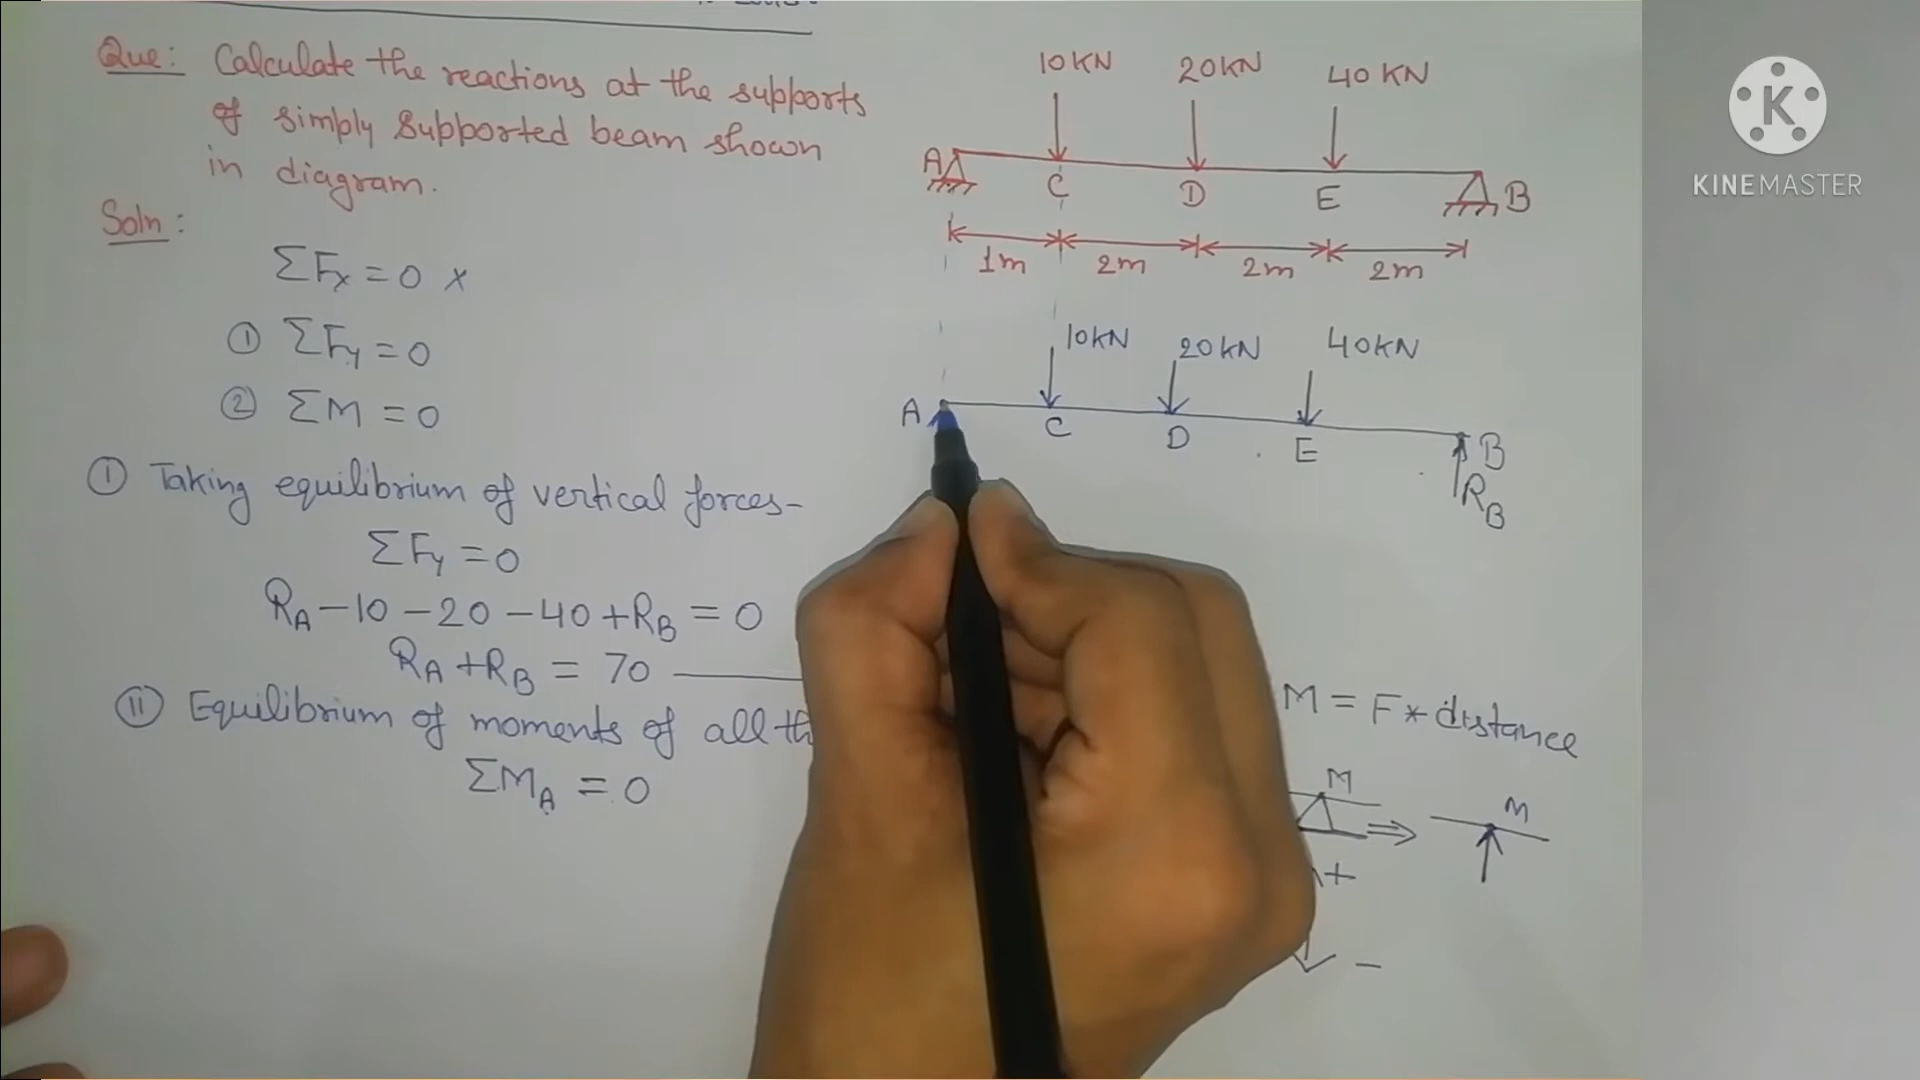 Que: Calculate the reactions at the supports
of simply supported beam shown
in diagram.
Soln:
ΣFx = 0 x
① ΣFy = 0
② ΣM = 0
Ⓘ Taking equilibrium of vertical forces-
ΣFy = 0
RA - 10 - 20 - 40 + RB = 0
RA + RB = 70
Ⓘⓘ Equilibrium of moments of all th
ΣMA = 0
10KN 20KN 40 KN
A C D E B
1m 2m 2m 2m
10KN 20KN 40KN
A C D E B
RB
M = F * distance
M ⇒ M
+
-
K
KINEMASTER